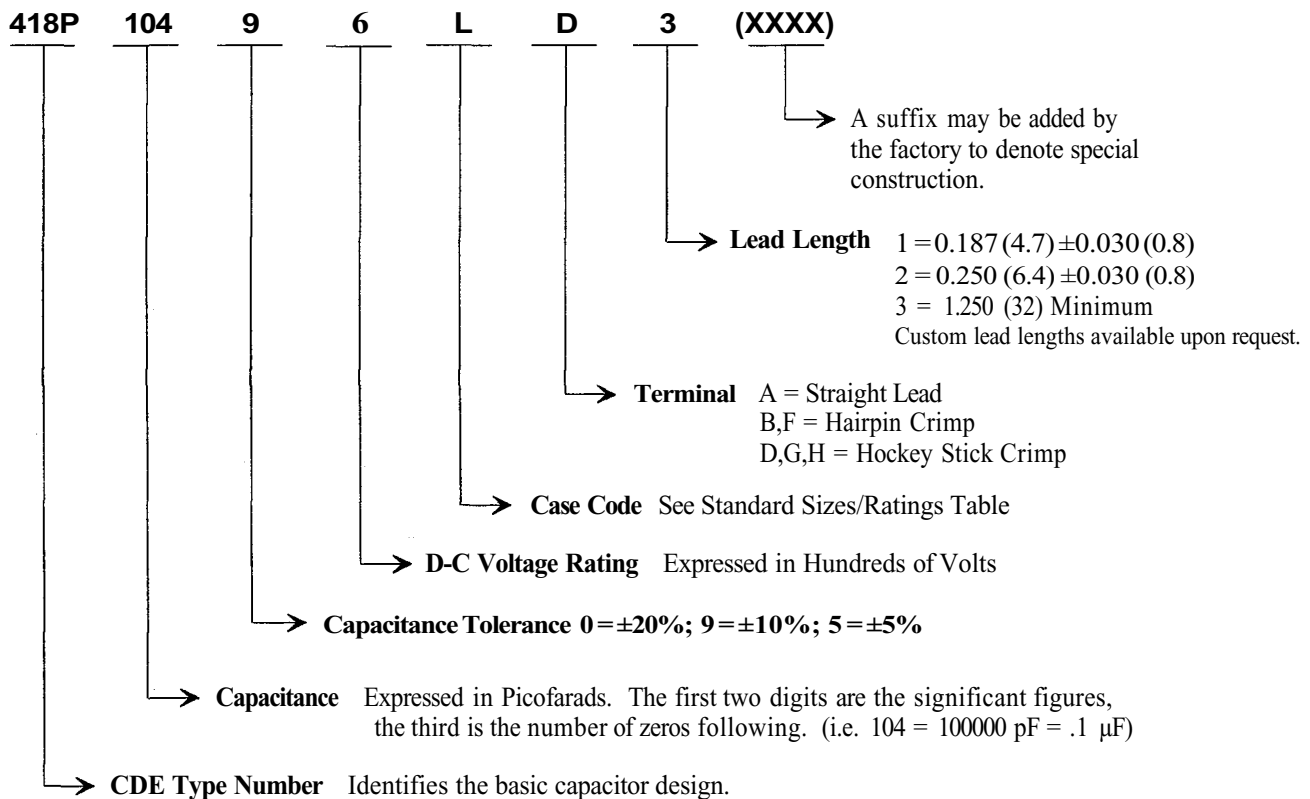 418P 104 9 6 L D 3 (XXXX)
A suffix may be added by
the factory to denote special
construction.
Lead Length 1 = 0.187 (4.7) ±0.030 (0.8)
2 = 0.250 (6.4) ±0.030 (0.8)
3 = 1.250 (32) Minimum
Custom lead lengths available upon request.
Terminal A = Straight Lead
B,F = Hairpin Crimp
D,G,H = Hockey Stick Crimp
Case Code See Standard Sizes/Ratings Table
D-C Voltage Rating Expressed in Hundreds of Volts
Capacitance Tolerance 0 = ±20%; 9 = ±10%; 5 = ±5%
Capacitance Expressed in Picofarads. The first two digits are the significant figures,
the third is the number of zeros following. (i.e. 104 = 100000 pF = .1 µF)
CDE Type Number Identifies the basic capacitor design.